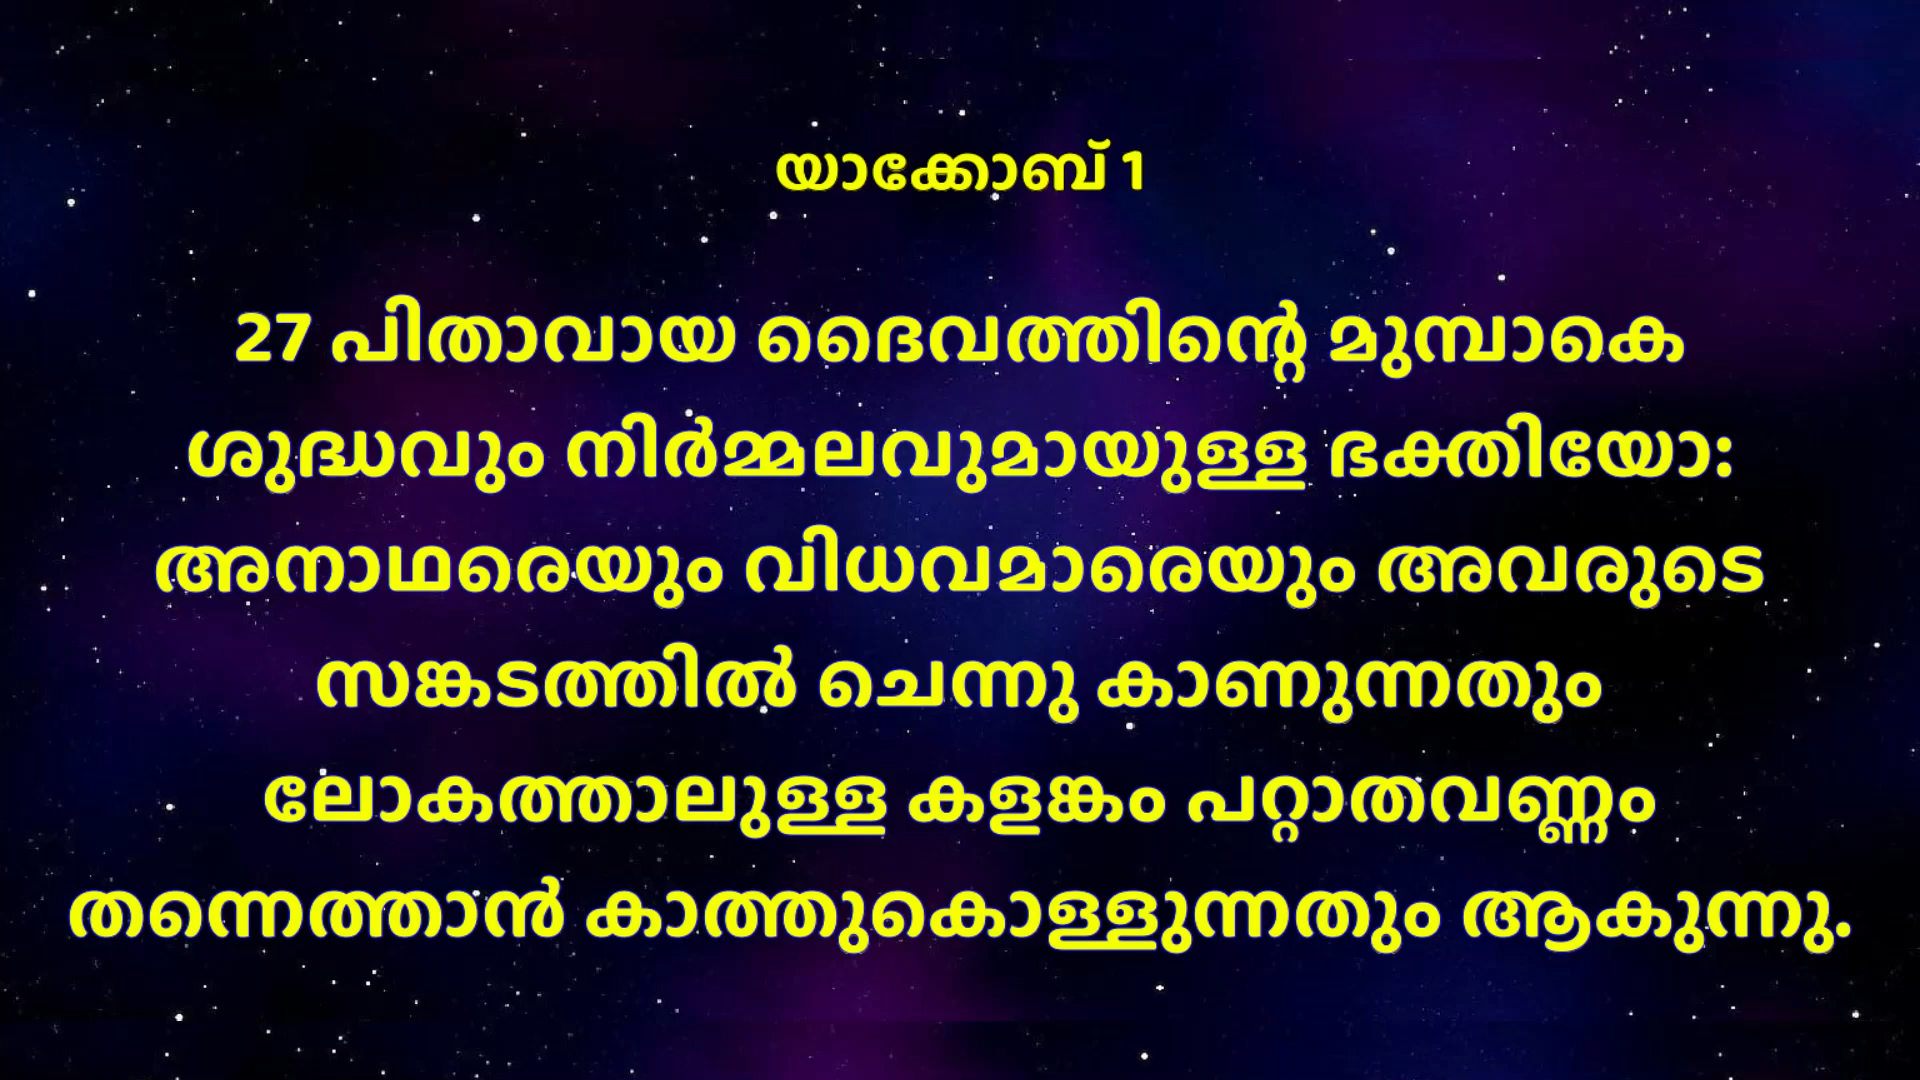 യാക്കോബ് 1
27 പിതാവായ ദൈവത്തിന്റെ മുമ്പാകെ
ശുദ്ധവും നിർമ്മലവുമായുള്ള ഭക്തിയോ:
അനാഥരെയും വിധവമാരെയും അവരുടെ
സങ്കടത്തിൽ ചെന്നു കാണുന്നതും
ലോകത്താലുള്ള കളങ്കം പറ്റാതവണ്ണം
തന്നെത്താൻ കാത്തുകൊള്ളുന്നതും ആകുന്നു.